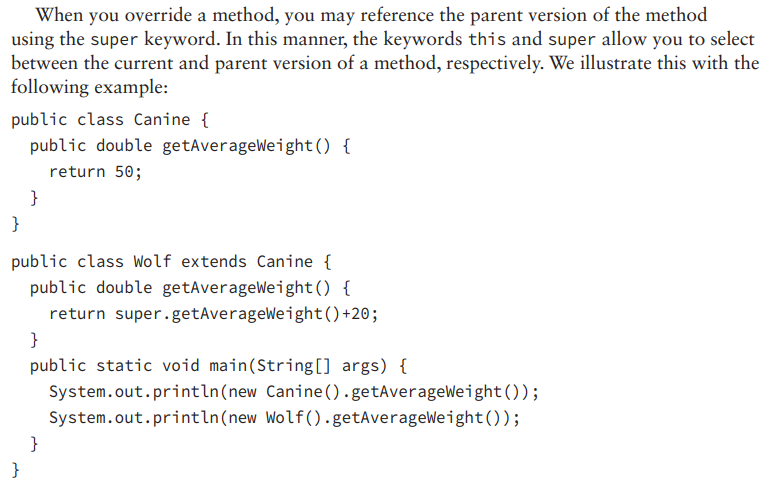 When you override a method, you may reference the parent version of the method
using the super keyword. In this manner, the keywords this and super allow you to select
between the current and parent version of a method, respectively. We illustrate this with the
following example:
public class Canine {
  public double getAverageWeight() {
    return 50;
  }
}
public class Wolf extends Canine {
  public double getAverageWeight() {
    return super.getAverageWeight()+20;
  }
  public static void main(String[] args) {
    System.out.println(new Canine().getAverageWeight());
    System.out.println(new Wolf().getAverageWeight());
  }
}